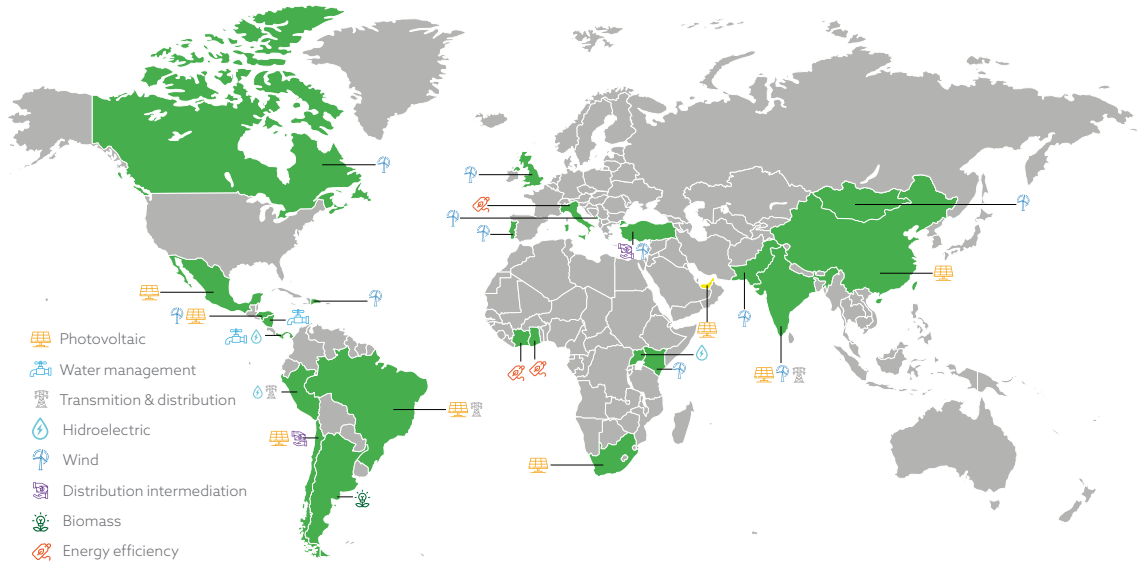 Photovoltaic
Water management
Transmition & distribution
Hidroelectric
Wind
Distribution intermediation
Biomass
Energy efficiency